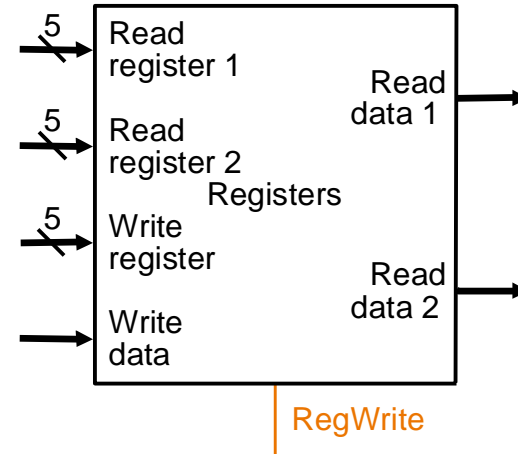 5
Read
register 1
5
Read
register 2
5
Write
register
Write
data
Registers
Read
data 1
Read
data 2
RegWrite